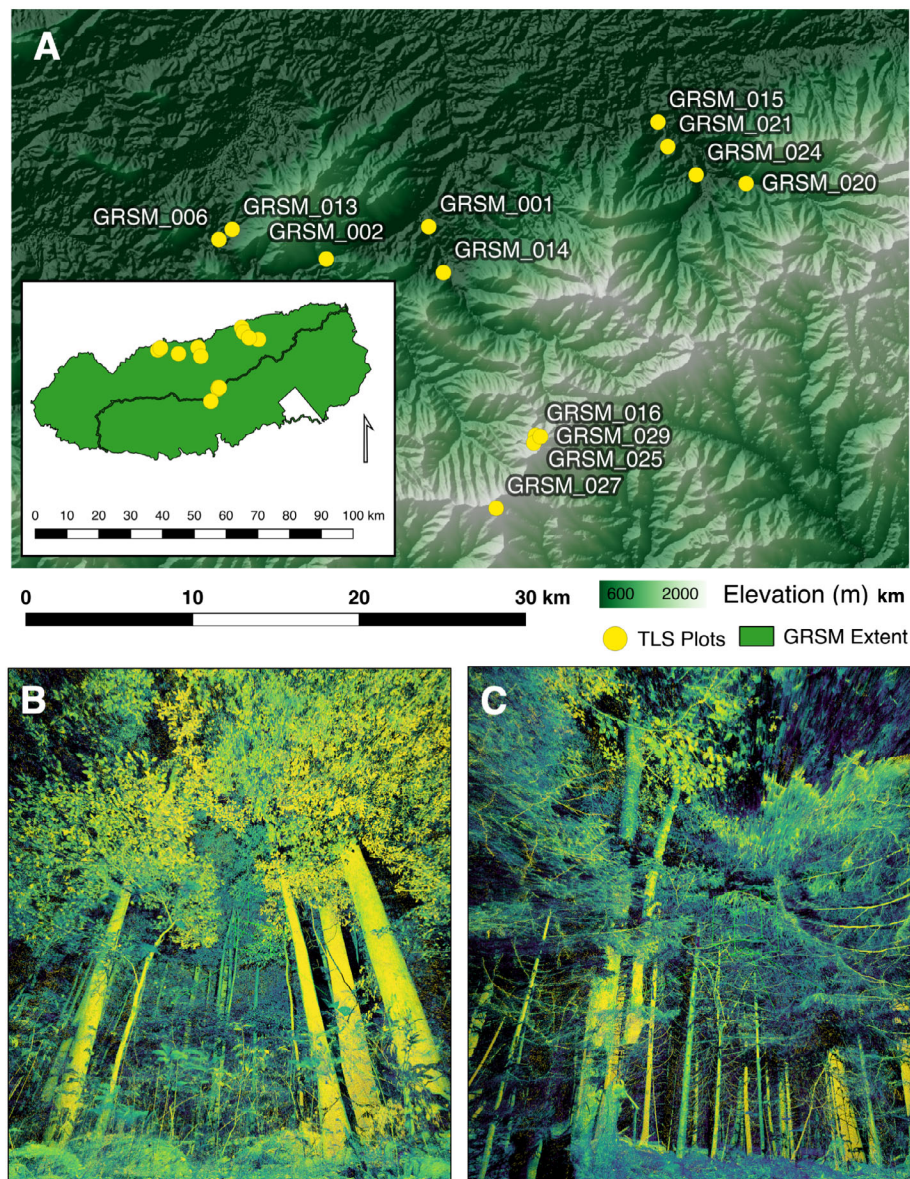 A
GRSM_015
GRSM_021
GRSM_024
GRSM_020
GRSM_006
GRSM_013
GRSM_002
GRSM_001
GRSM_014
GRSM_016
GRSM_029
GRSM_025
GRSM_027
0 10 20 30 40 50 60 70 80 90 100 km
0 10 20 30 km
600 2000 Elevation (m) km
TLS Plots GRSM Extent
B
C